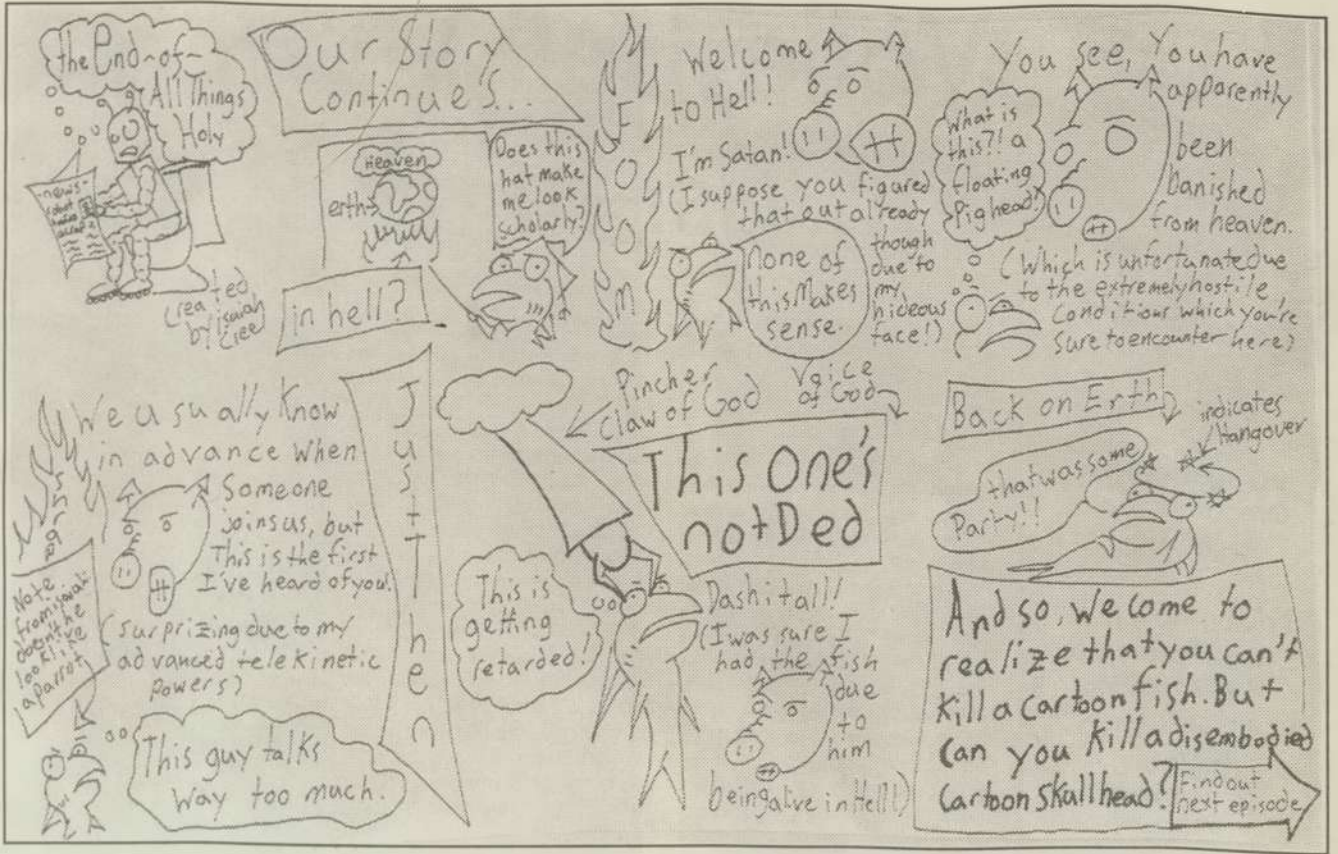 the End-of-
All Things
Holy
-news-
created
by Isaiah
Creel
Our Story
Continue's...
Heaven
erth→
in hell?
Does this
hat make
me look
scholarly?
FOOM
Welcome
to Hell!
I'm Satan!
(I suppose you figured
that out already
though
due to
my
hideous
face!)
none of
this makes
sense.
You see, You have
apparently
been
banished
from heaven.
(Which is unfortunate due
to the extremely hostile
conditions which you're
sure to encounter here)
What is
this?! a
floating
Pighead!
We usually Know
in advance when
Someone
joins us, but
This is the first
I've heard of you!
(surprizing due to my
advanced telekinetic
powers)
Note
from isaiah:
doesn't he
look like
a parrot
This guy talks
way too much.
Just Then
Pincher
Claw of God
Voice
of God
This One's
not Ded
This is
getting
retarded!
Dash it all!
(I was sure I
had the fish
due
to
him
being alive in Hell!)
Back on Erth
indicates
Hangover
that was some
Party!!
And so, We come to
realize that you can't
Kill a cartoon fish. But
can you Kill a disembodied
Cartoon Skull head?
Find out
next episode